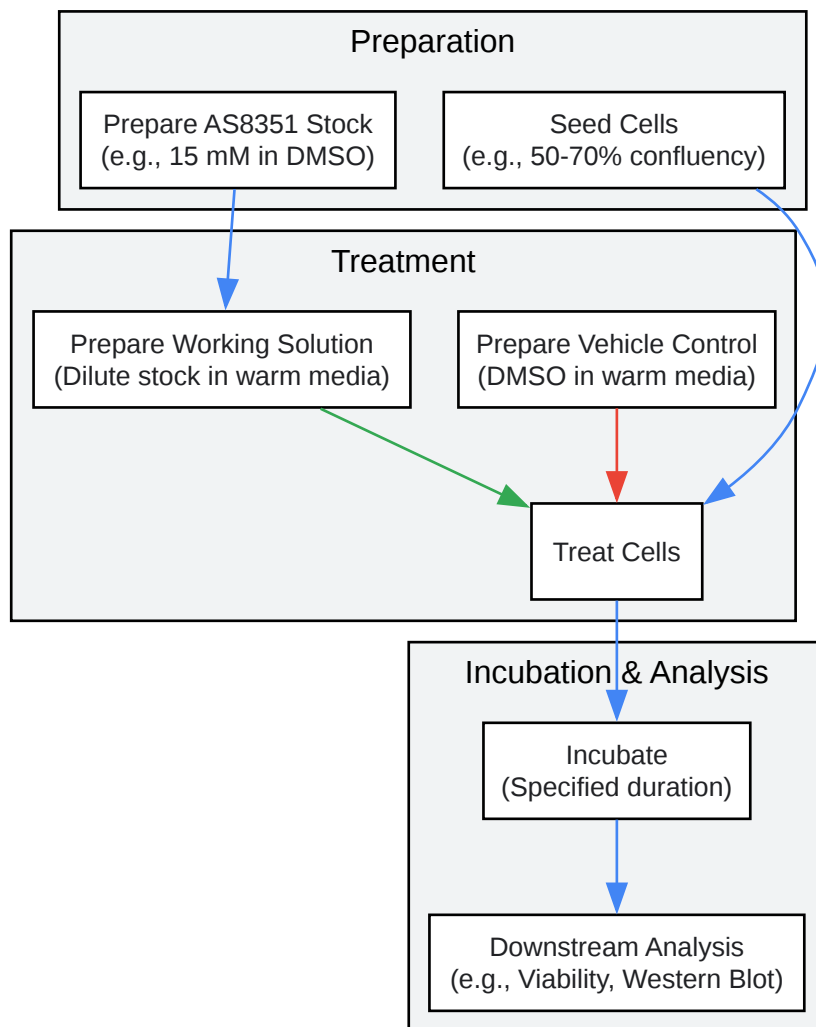 Preparation
Prepare AS8351 Stock
(e.g., 15 mM in DMSO)
Seed Cells
(e.g., 50-70% confluency)
Treatment
Prepare Working Solution
(Dilute stock in warm media)
Prepare Vehicle Control
(DMSO in warm media)
Treat Cells
Incubation & Analysis
Incubate
(Specified duration)
Downstream Analysis
(e.g., Viability, Western Blot)